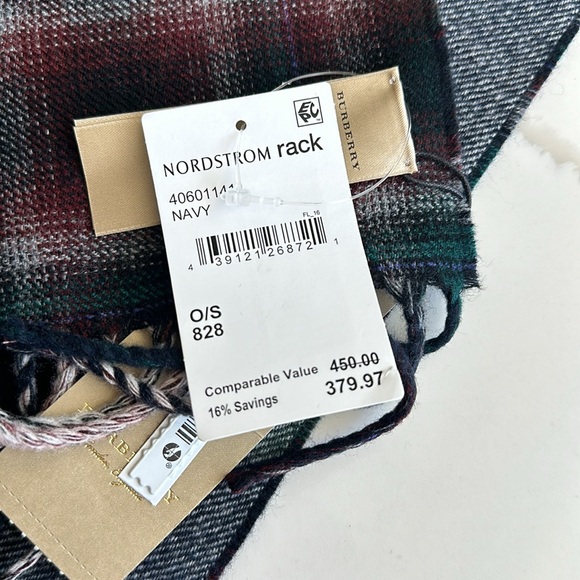 BURBERRY
NORDSTROM rack
40601141
NAVY
FL_16
4 39121 26872 1
O/S
828
Comparable Value 450.00
16% Savings 379.97